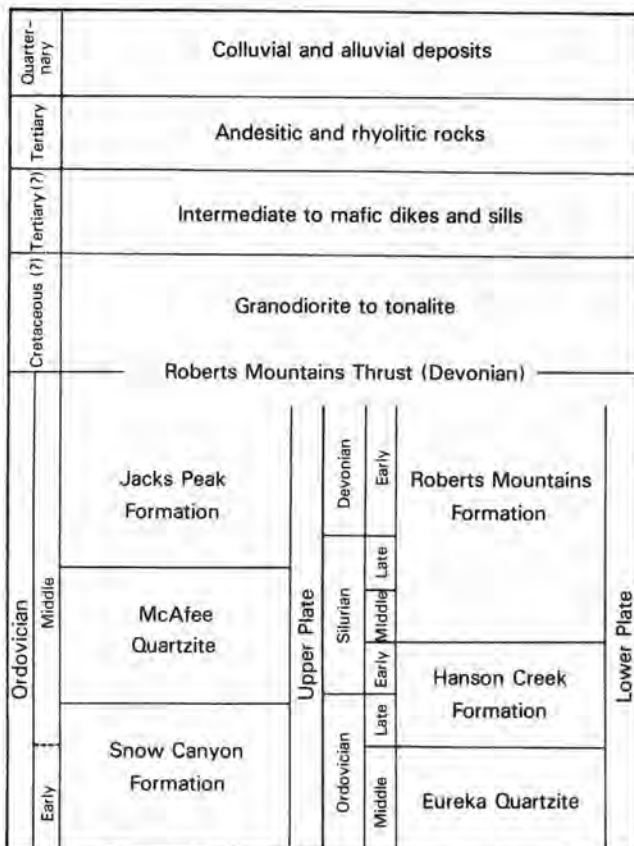 Quarter-
nary
Colluvial and alluvial deposits
Tertiary
Andesitic and rhyolitic rocks
Tertiary (?)
Intermediate to mafic dikes and sills
Cretaceous (?)
Granodiorite to tonalite
Roberts Mountains Thrust (Devonian)
Ordovician
Middle
Early
Jacks Peak
Formation
McAfee
Quartzite
Snow Canyon
Formation
Upper Plate
Devonian
Silurian
Ordovician
Early
Late
Middle
Early
Late
Middle
Roberts Mountains
Formation
Hanson Creek
Formation
Eureka Quartzite
Lower Plate